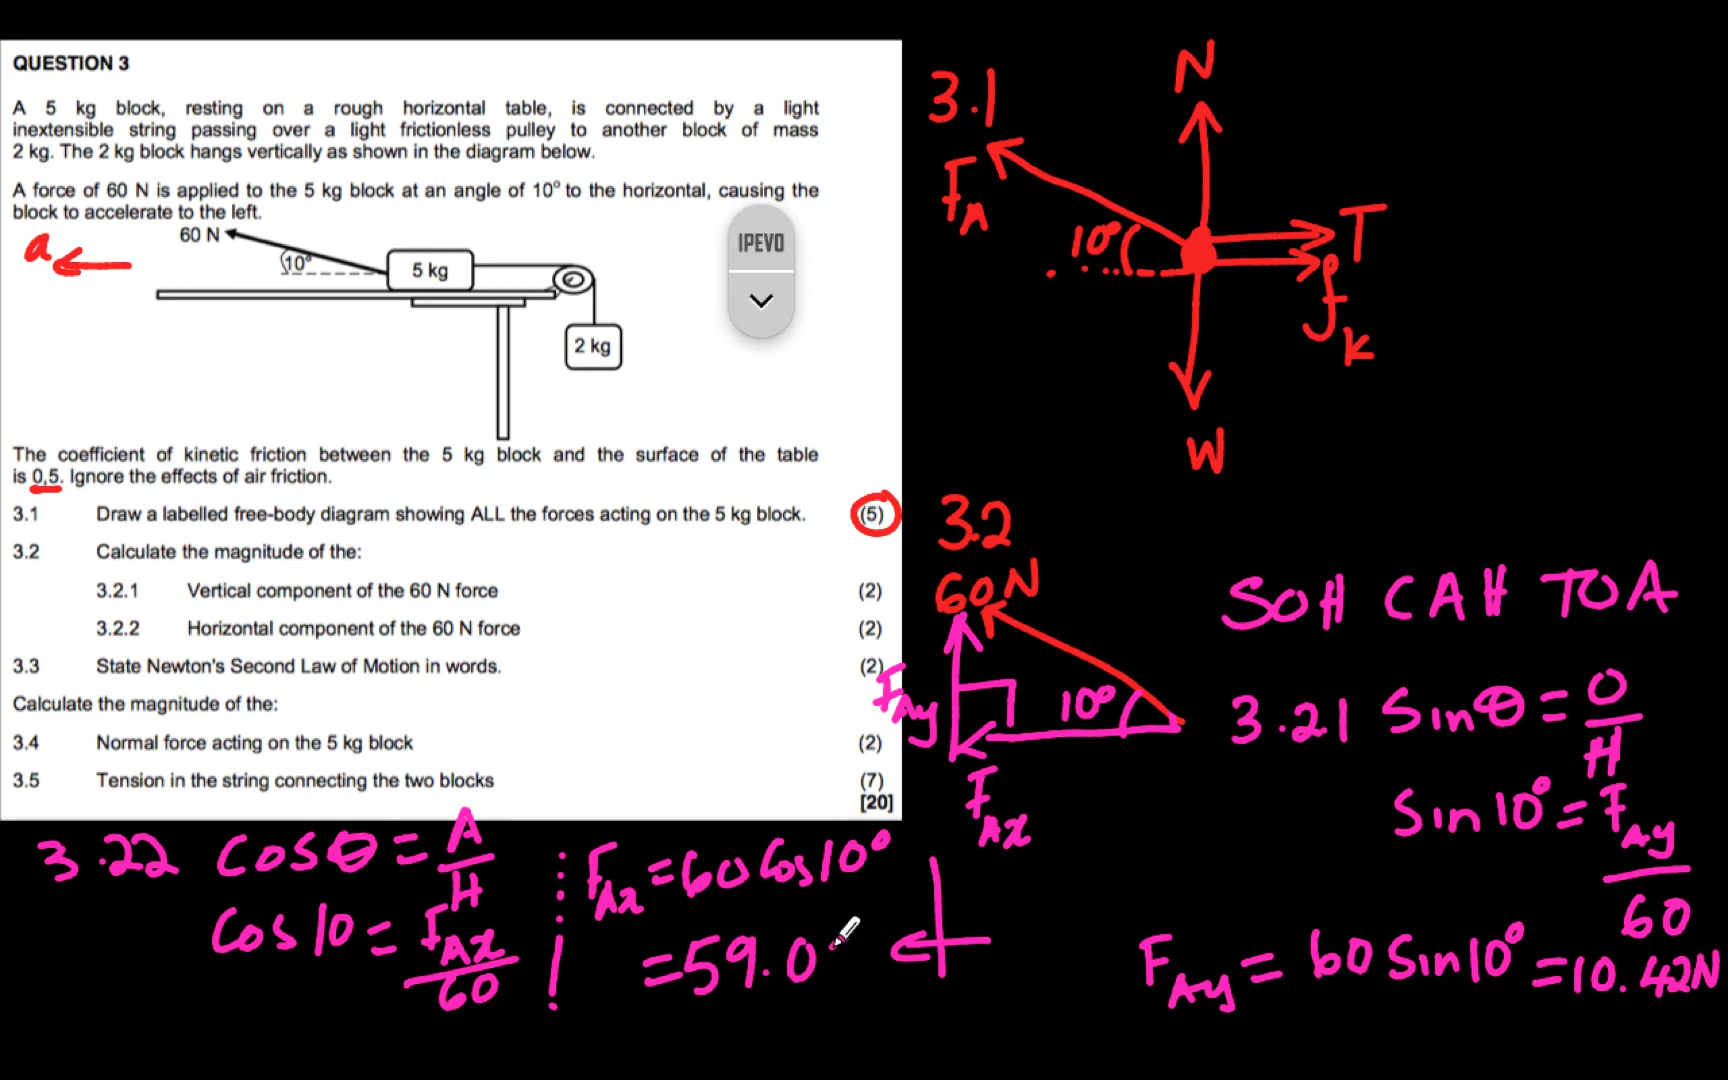 QUESTION 3
A 5 kg block, resting on a rough horizontal table, is connected by a light
inextensible string passing over a light frictionless pulley to another block of mass
2 kg. The 2 kg block hangs vertically as shown in the diagram below.
A force of 60 N is applied to the 5 kg block at an angle of 10° to the horizontal, causing the
block to accelerate to the left.
a
60 N
10°
5 kg
2 kg
IPEVO
The coefficient of kinetic friction between the 5 kg block and the surface of the table
is 0,5. Ignore the effects of air friction.
3.1 Draw a labelled free-body diagram showing ALL the forces acting on the 5 kg block. (5)
3.2 Calculate the magnitude of the:
3.2.1 Vertical component of the 60 N force (2)
3.2.2 Horizontal component of the 60 N force (2)
3.3 State Newton's Second Law of Motion in words. (2)
Calculate the magnitude of the:
3.4 Normal force acting on the 5 kg block (2)
3.5 Tension in the string connecting the two blocks (7)
[20]
3.1
N
FA
10°
T
fk
W
3.2
60N
FAy
10°
FAx
SOH CAH TOA
3.21 Sinθ = O/H
Sin10° = FAy/60
FAy = 60 Sin10° = 10.42N
3.22 Cosθ = A/H
Cos10 = FAx/60
FAx = 60 Cos10°
= 59.0